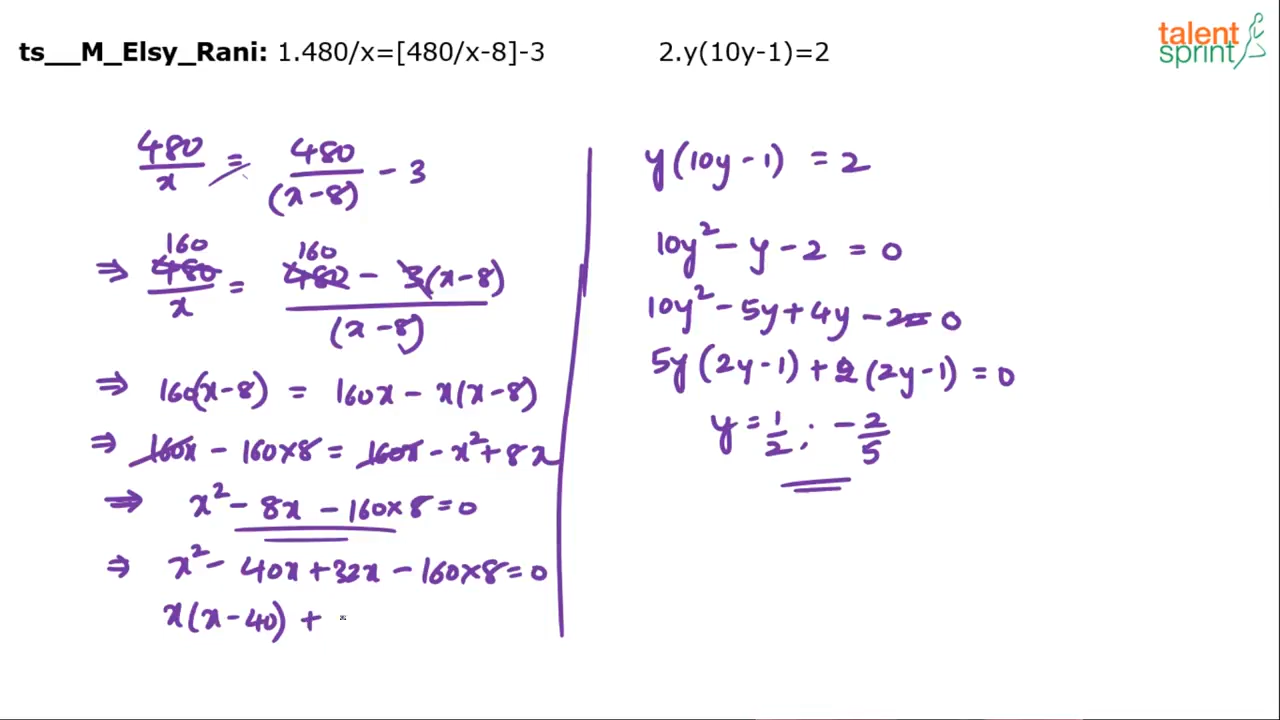 talent
sprint
ts__M_Elsy_Rani: 1.480/x=[480/x-8]-3 2.y(10y-1)=2
480/x = 480/(x-8) - 3
⇒ 160 480/x = 160 480 - 3(x-8)/(x-8)
⇒ 160(x-8) = 160x - x(x-8)
⇒ 160x - 160×8 = 160x - x² + 8x
⇒ x² - 8x - 160×8 = 0
⇒ x² - 40x + 32x - 160×8 = 0
x(x-40) +
y(10y-1) = 2
10y² - y - 2 = 0
10y² - 5y + 4y - 2 = 0
5y(2y-1) + 2(2y-1) = 0
y = 1/2 ; -2/5